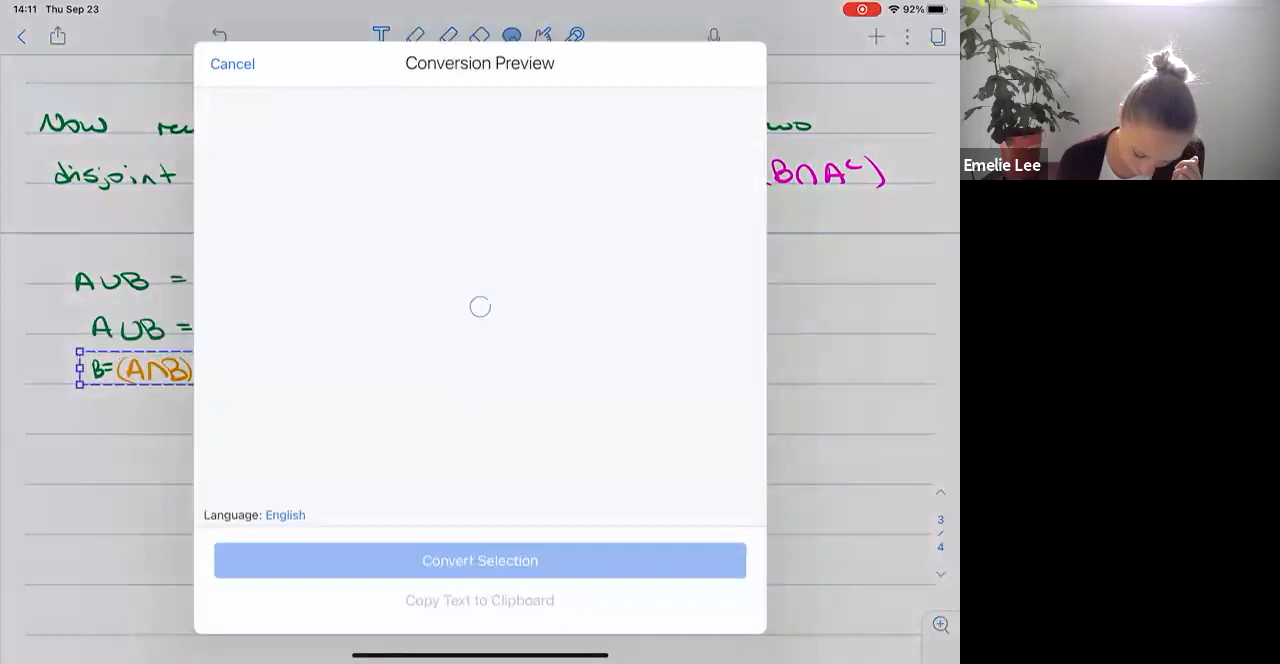 14:11 Thu Sep 23
92%
Cancel
Conversion Preview
Now
disjoint
B∩Aᶜ)
A∪B =
A∪B =
B=(A∩B)
Language: English
Convert Selection
Copy Text to Clipboard
3
/
4
Emelie Lee